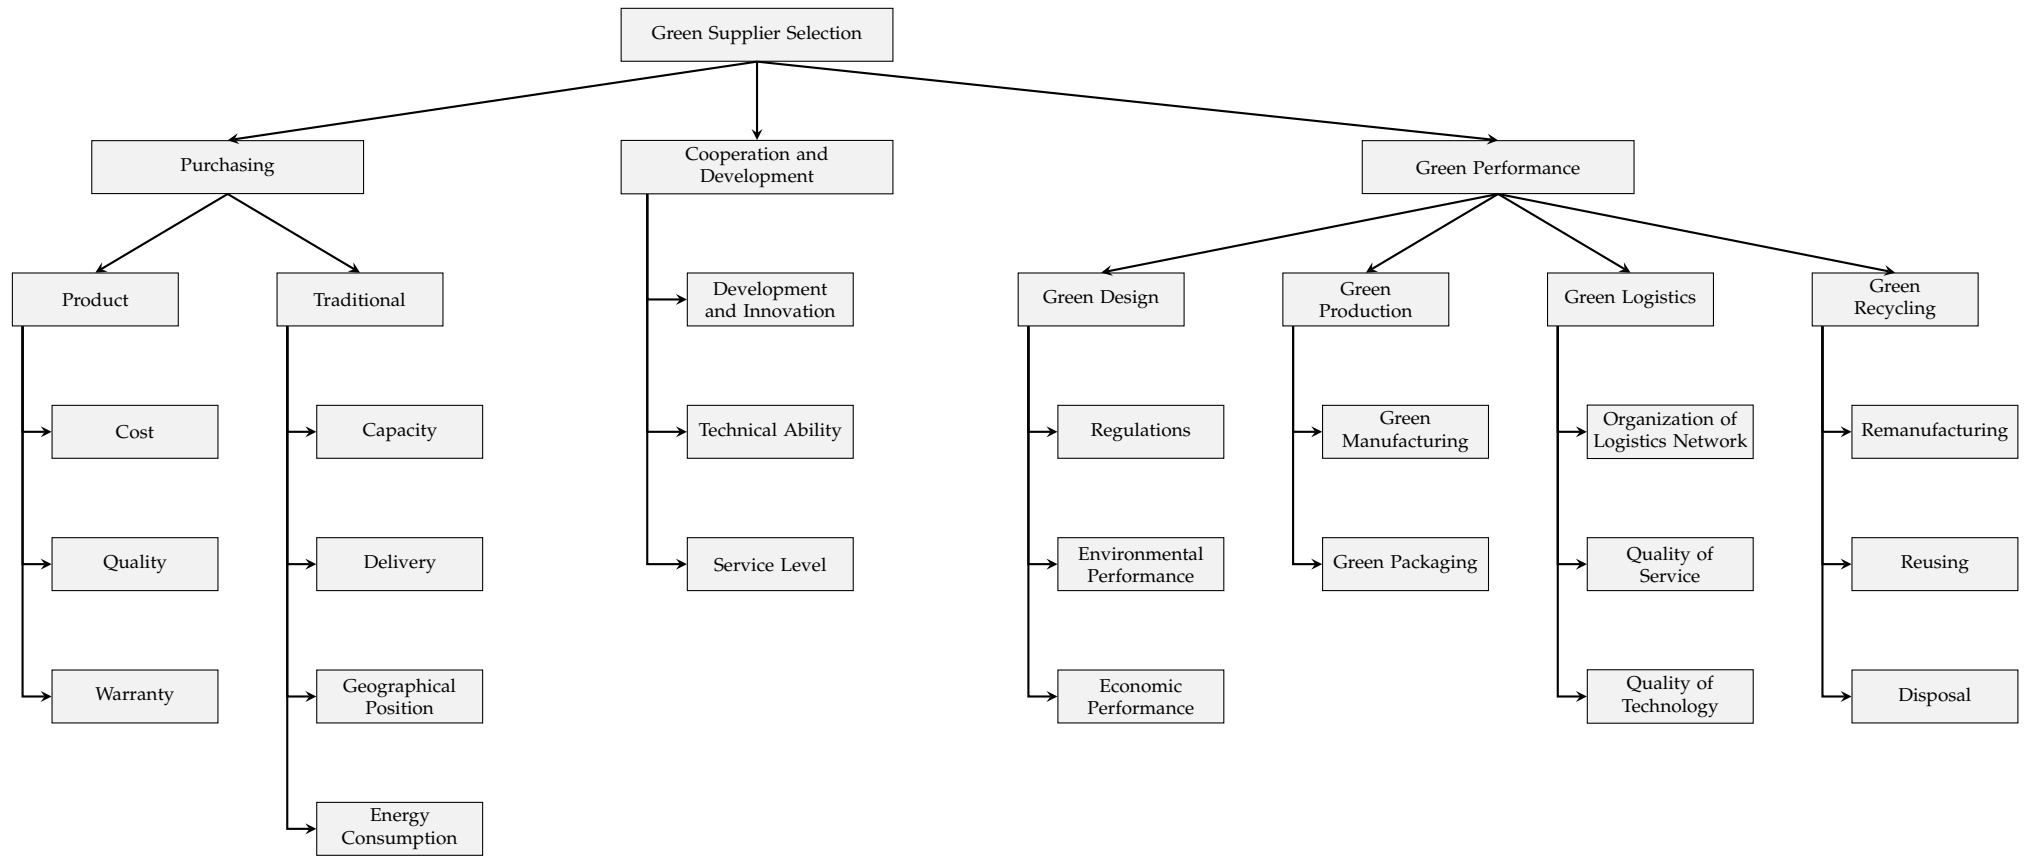 Green Supplier Selection
Purchasing
Cooperation and
Development
Green Performance
Product
Traditional
Development
and Innovation
Green Design
Green
Production
Green Logistics
Green
Recycling
Cost
Capacity
Technical Ability
Regulations
Green
Manufacturing
Organization of
Logistics Network
Remanufacturing
Quality
Delivery
Service Level
Environmental
Performance
Green Packaging
Quality of
Service
Reusing
Warranty
Geographical
Position
Economic
Performance
Quality of
Technology
Disposal
Energy
Consumption